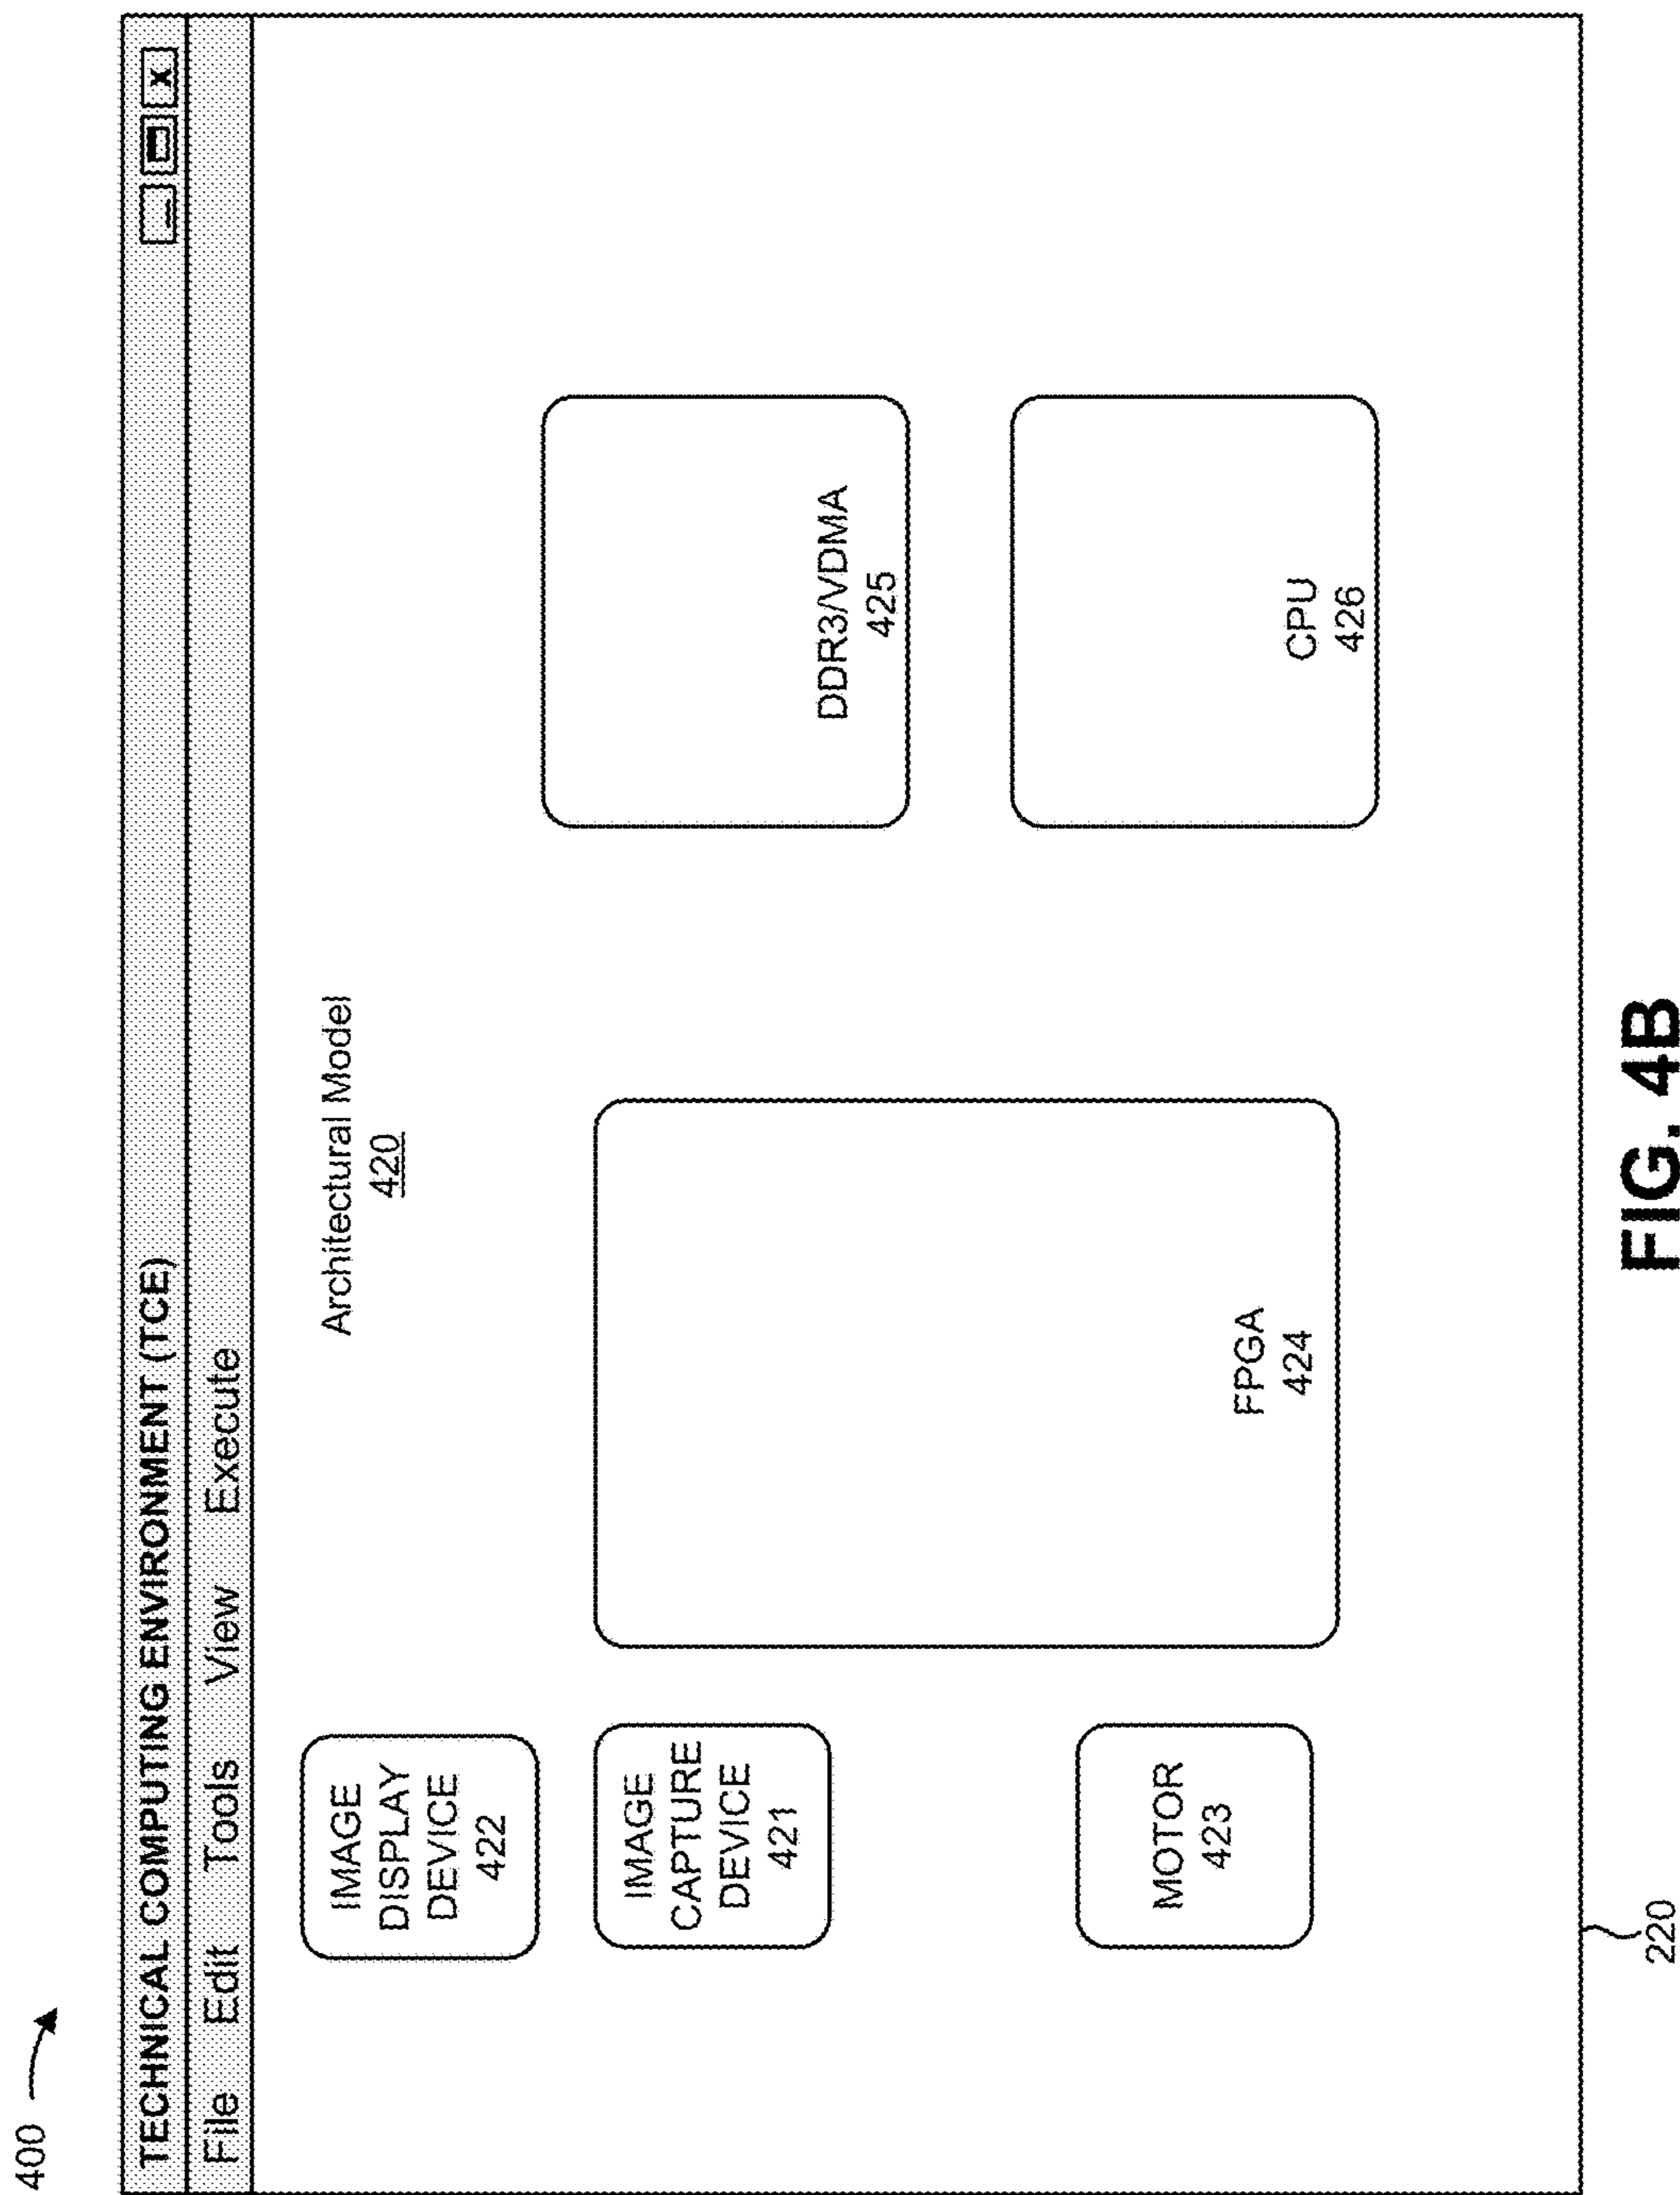 400
TECHNICAL COMPUTING ENVIRONMENT (TCE)
_ X
File Edit Tools View Execute
Architectural Model
420
IMAGE
DISPLAY
DEVICE
422
IMAGE
CAPTURE
DEVICE
421
MOTOR
423
FPGA
424
DDR3/VDMA
425
CPU
426
220
FIG. 4B